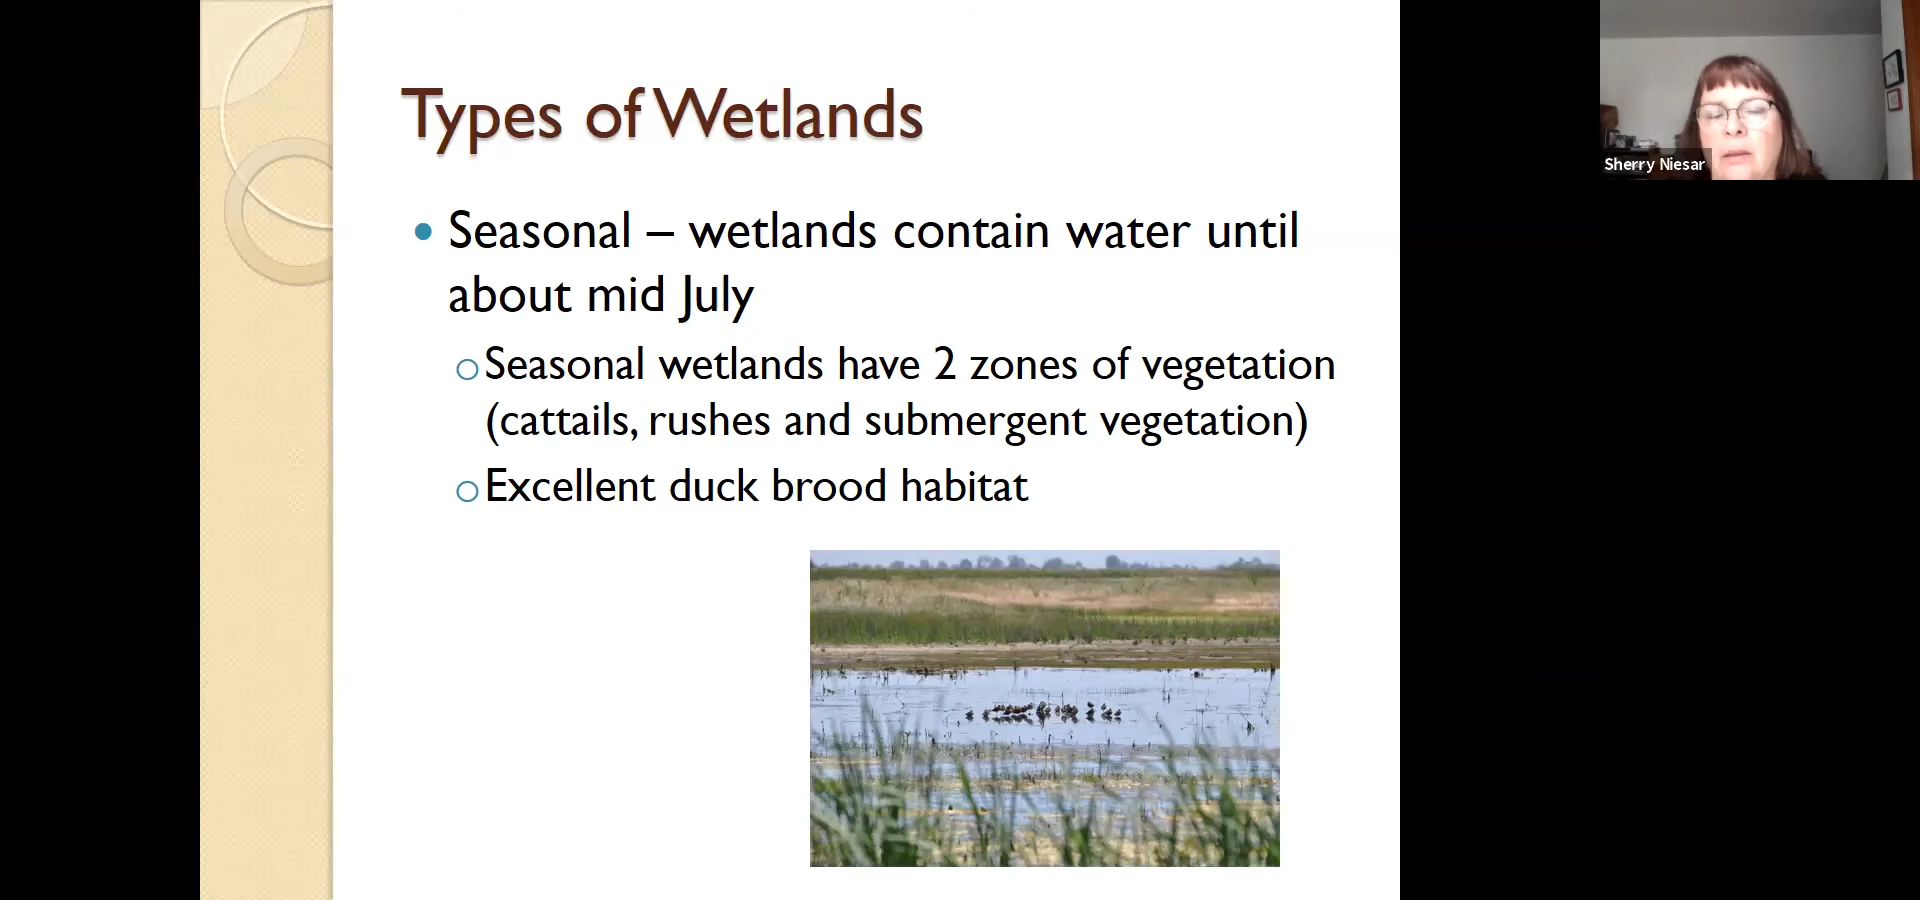 Types of Wetlands
Seasonal – wetlands contain water until
about mid July
Seasonal wetlands have 2 zones of vegetation
(cattails, rushes and submergent vegetation)
Excellent duck brood habitat
Sherry Niesar